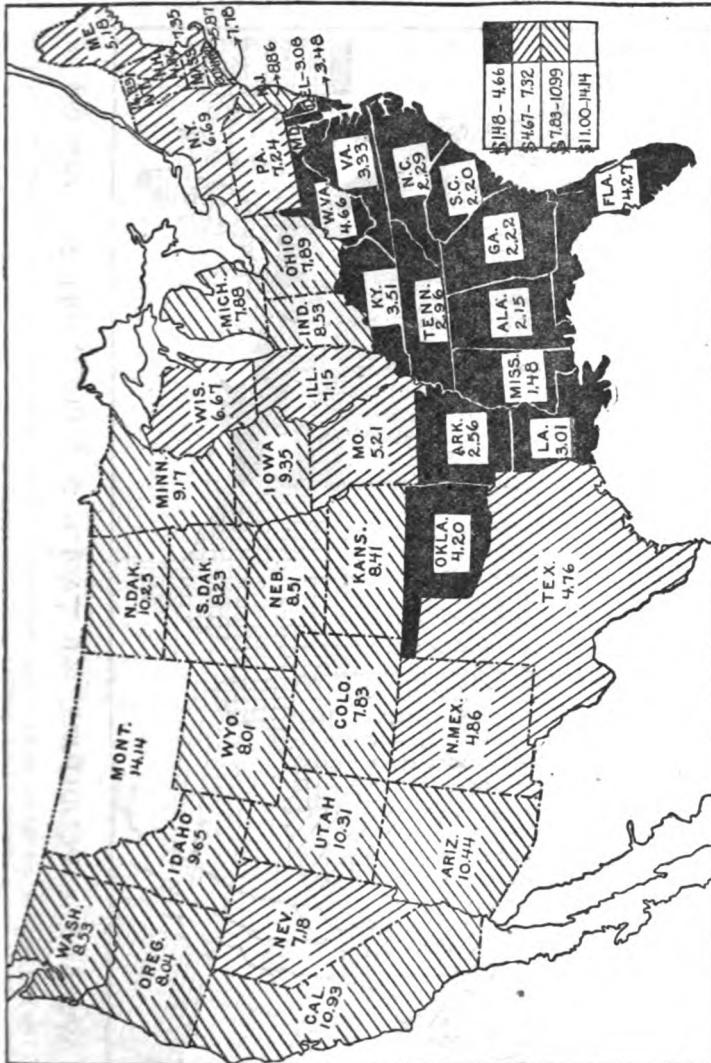 WASH.
8.53
OREG.
8.04
CAL.
10.93
NEV.
7.18
IDAHO
9.65
MONT.
14.14
WYO.
8.01
UTAH
10.31
ARIZ.
10.44
COLO.
7.83
N.MEX.
4.86
N.DAK.
10.25
S.DAK.
8.23
NEB.
8.51
KANS.
8.41
OKLA.
4.20
TEX.
4.76
MINN.
9.17
IOWA
9.35
MO.
5.21
ARK.
2.56
LA.
3.01
WIS.
6.67
ILL.
7.15
MICH.
7.88
IND.
8.53
OHIO
7.89
KY.
3.51
TENN.
2.96
MISS.
1.48
ALA.
2.15
GA.
2.22
FLA.
4.27
S.C.
2.20
N.C.
2.29
VA.
3.33
W.VA.
4.66
MD.
DEL-3.08
3.48
PA.
7.24
N.J.
8.86
N.Y.
6.69
ME.
5.18
VT.
N.H.
MASS.
7.35
5.87
7.78
$1.48-4.66
$4.67-7.32
$7.83-10.99
$11.00-14.14